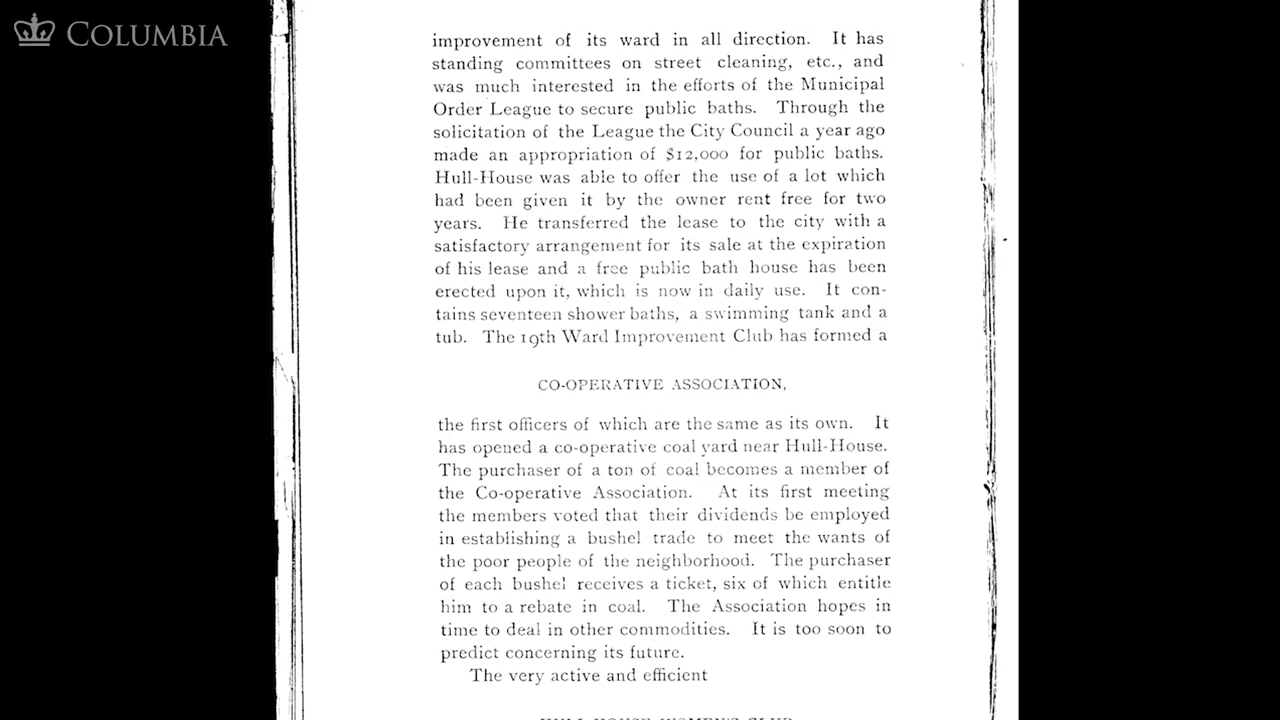 COLUMBIA
improvement of its ward in all direction. It has
standing committees on street cleaning, etc., and
was much interested in the efforts of the Municipal
Order League to secure public baths. Through the
solicitation of the League the City Council a year ago
made an appropriation of $12,000 for public baths.
Hull-House was able to offer the use of a lot which
had been given it by the owner rent free for two
years. He transferred the lease to the city with a
satisfactory arrangement for its sale at the expiration
of his lease and a free public bath house has been
erected upon it, which is now in daily use. It con-
tains seventeen shower baths, a swimming tank and a
tub. The 19th Ward Improvement Club has formed a
CO-OPERATIVE ASSOCIATION,
the first officers of which are the same as its own. It
has opened a co-operative coal yard near Hull-House.
The purchaser of a ton of coal becomes a member of
the Co-operative Association. At its first meeting
the members voted that their dividends be employed
in establishing a bushel trade to meet the wants of
the poor people of the neighborhood. The purchaser
of each bushel receives a ticket, six of which entitle
him to a rebate in coal. The Association hopes in
time to deal in other commodities. It is too soon to
predict concerning its future.
The very active and efficient
HULL-HOUSE WOMEN'S CLUB